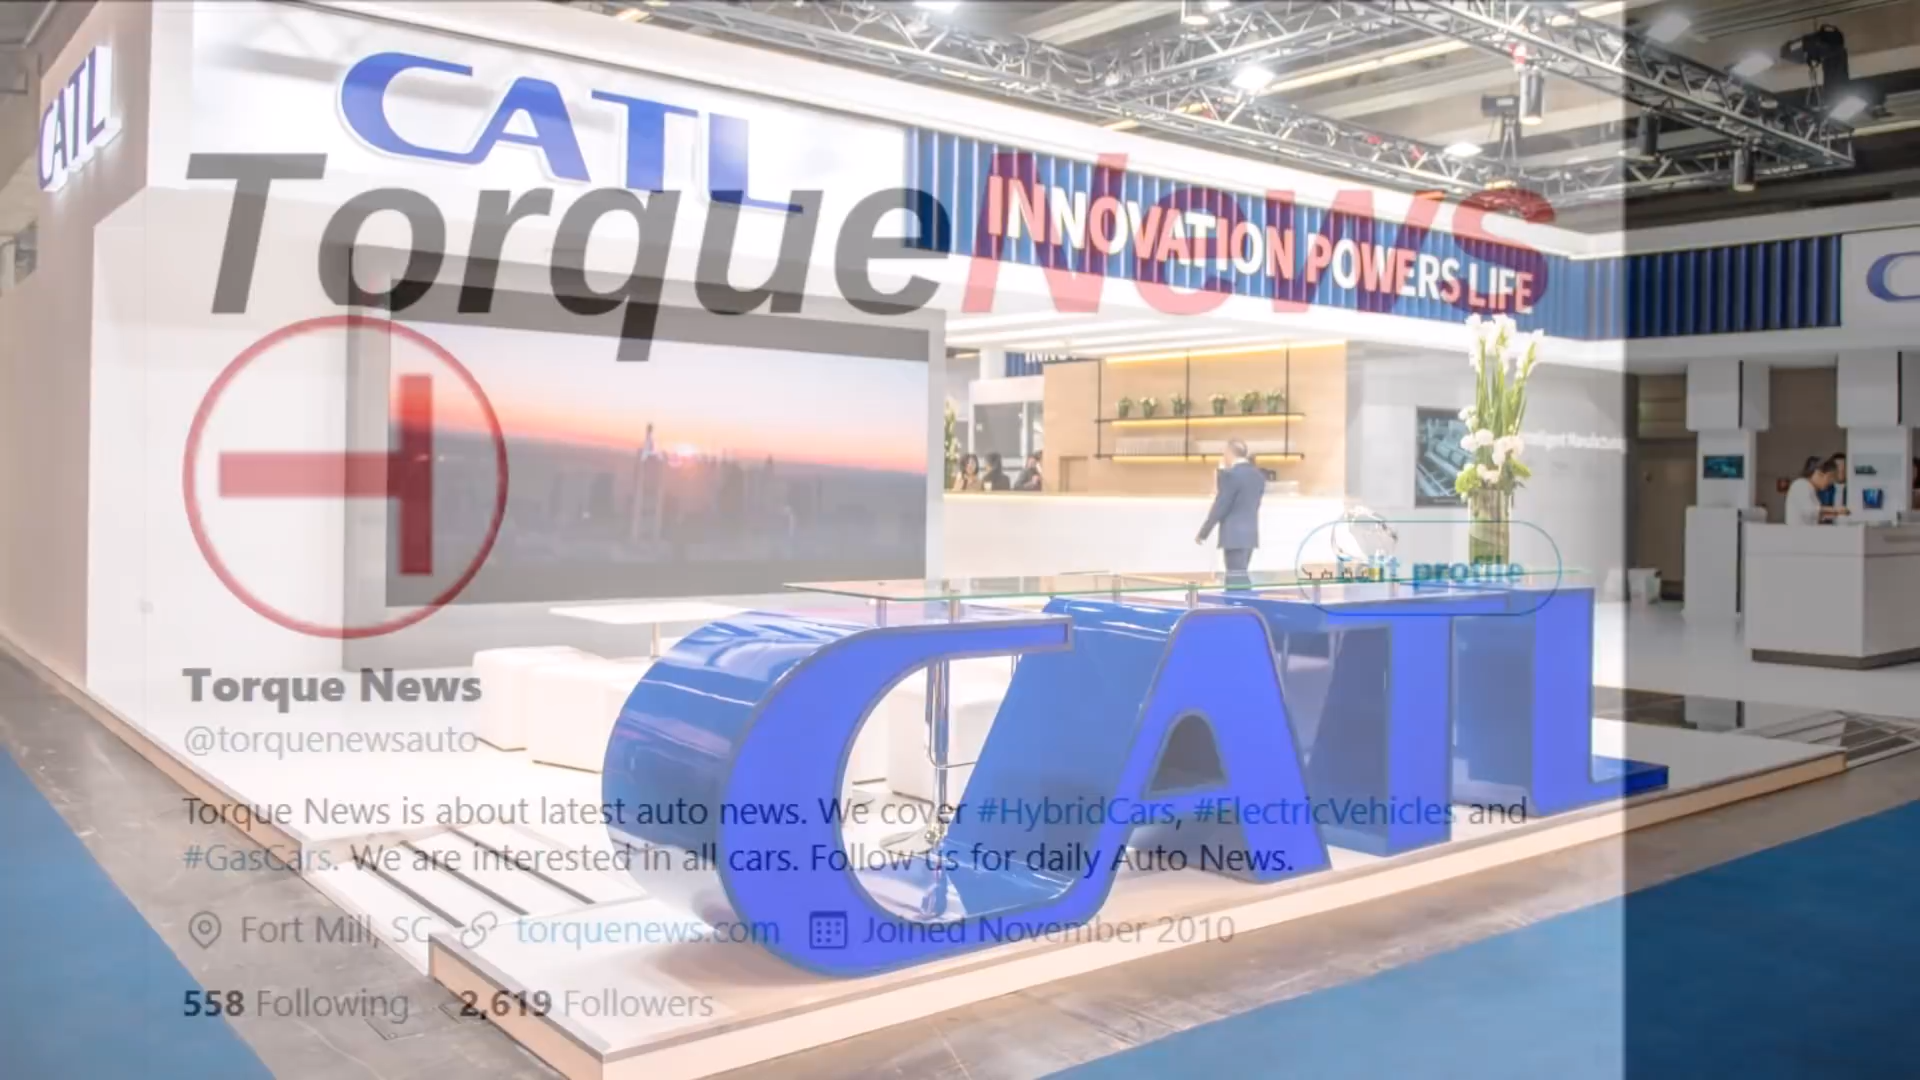 CATL
CATL
TorqueNews
INNOVATION POWERS LIFE
Edit profile
CATL
Torque News
@torquenewsauto
Torque News is about latest auto news. We cover #HybridCars, #ElectricVehicles and
#GasCars. We are interested in all cars. Follow us for daily Auto News.
Fort Mill, SC torquenews.com Joined November 2010
558 Following 2,619 Followers